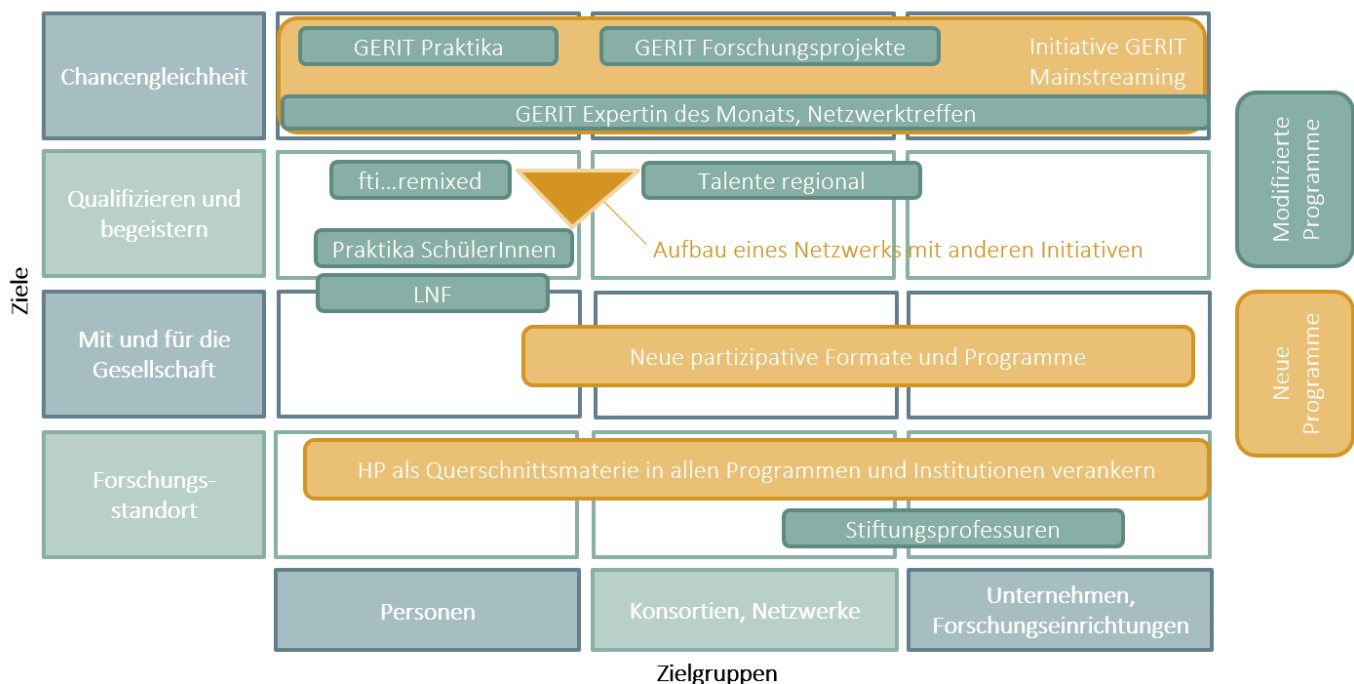 Ziele
Chancengleichheit
GERIT Praktika
GERIT Forschungsprojekte
Initiative GERIT
Mainstreaming
GERIT Expertin des Monats, Netzwerktreffen
Qualifizieren und
begeistern
fti...remixed
Talente regional
Praktika SchülerInnen
Aufbau eines Netzwerks mit anderen Initiativen
LNF
Mit und für die
Gesellschaft
Neue partizipative Formate und Programme
Forschungs-
standort
HP als Querschnittsmaterie in allen Programmen und Institutionen verankern
Stiftungsprofessuren
Personen
Konsortien, Netzwerke
Unternehmen,
Forschungseinrichtungen
Zielgruppen
Modifizierte
Programme
Neue
Programme